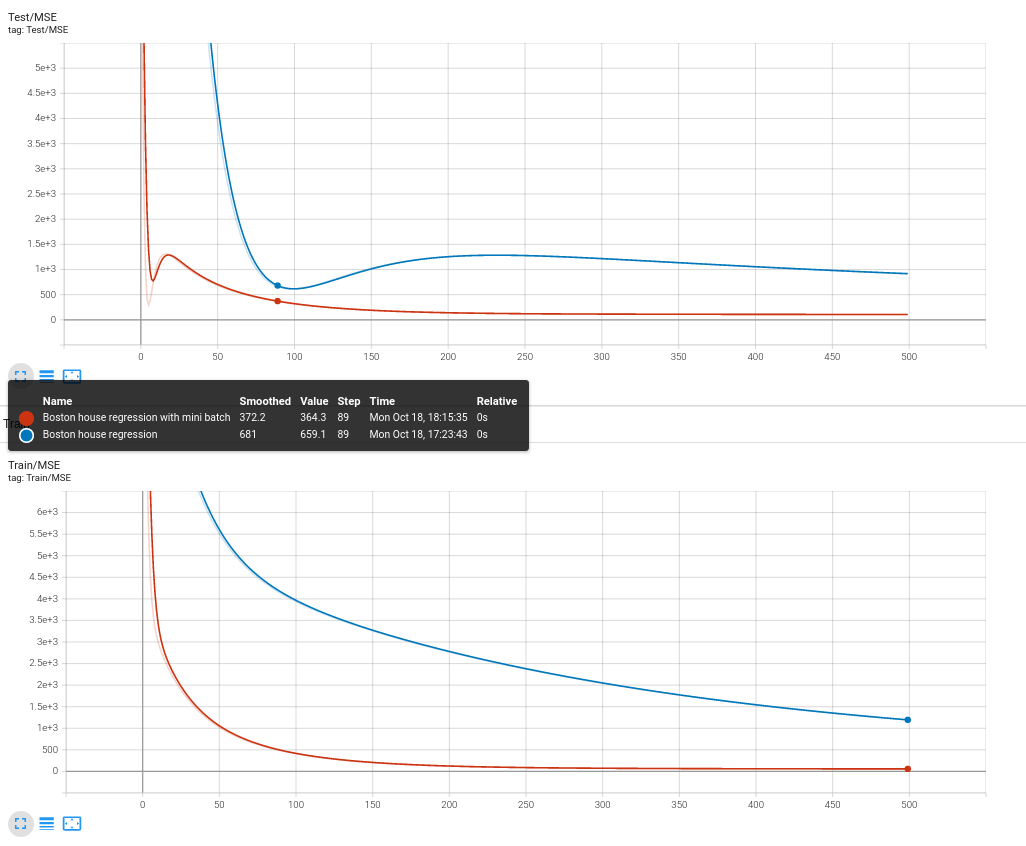 Test/MSE
tag: Test/MSE
5e+3
4.5e+3
4e+3
3.5e+3
3e+3
2.5e+3
2e+3
1.5e+3
1e+3
500
0
0 50 100 150 200 250 300 350 400 450 500
Name Smoothed Value Step Time Relative
Boston house regression with mini batch 372.2 364.3 89 Mon Oct 18, 18:15:35 0s
Boston house regression 681 659.1 89 Mon Oct 18, 17:23:43 0s
Train/MSE
tag: Train/MSE
6e+3
5.5e+3
5e+3
4.5e+3
4e+3
3.5e+3
3e+3
2.5e+3
2e+3
1.5e+3
1e+3
500
0
0 50 100 150 200 250 300 350 400 450 500